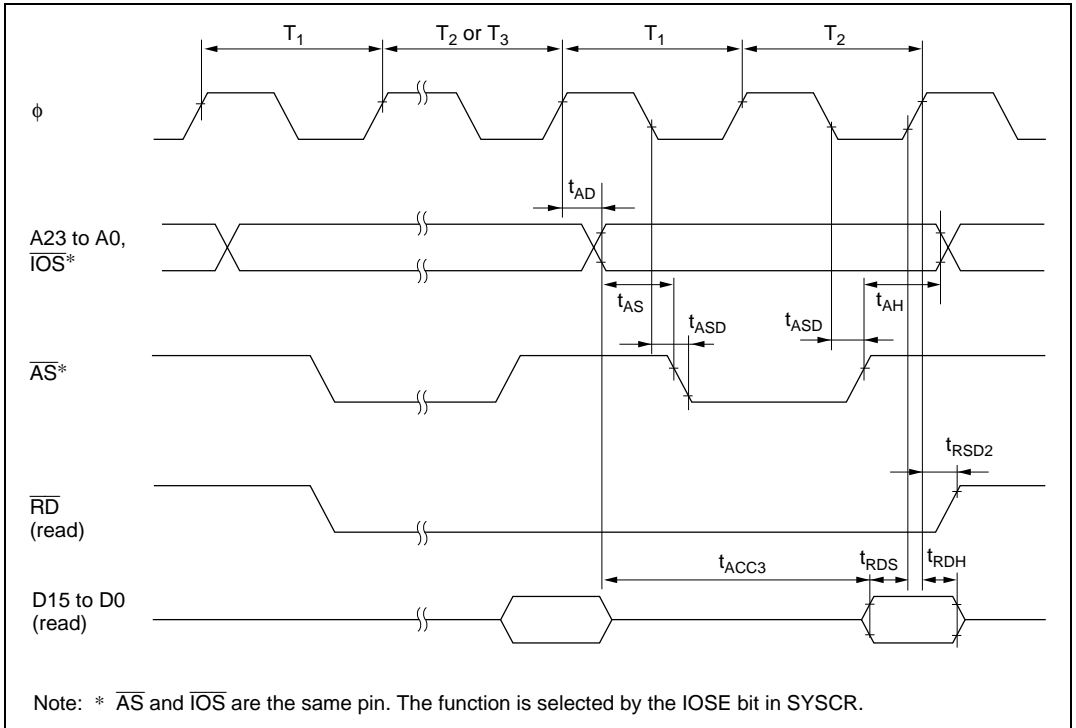 T1 T2 or T3 T1 T2
ϕ
tAD
A23 to A0,
IOS*
tAS tAH
tASD tASD
AS*
tRSD2
RD
(read)
tACC3 tRDS tRDH
D15 to D0
(read)
Note: * AS and IOS are the same pin. The function is selected by the IOSE bit in SYSCR.